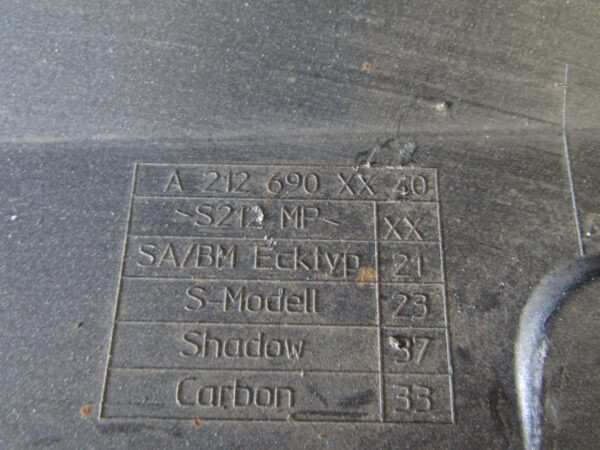 A 212 690 XX 40
~S212 MP~ XX
SA/BM Ecktyp 21
S-Modell 23
Shadow 37
Carbon 33